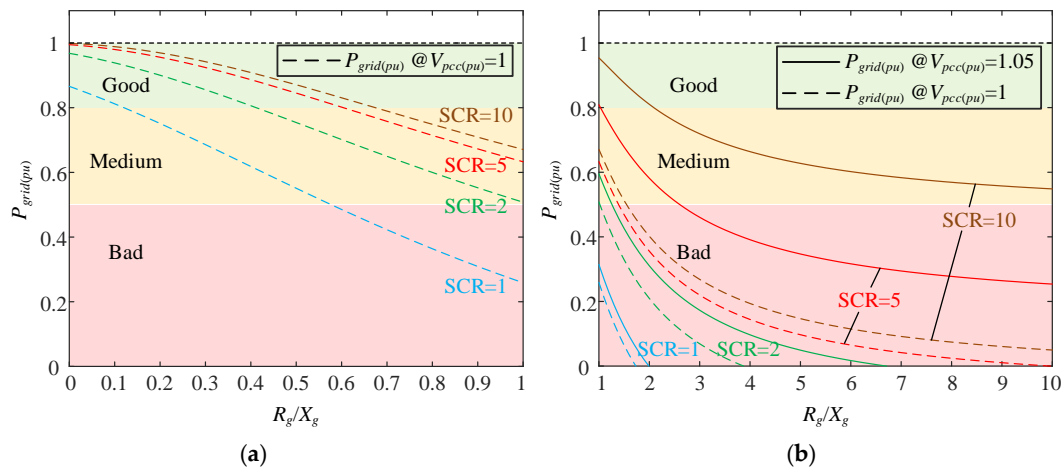 P_grid(pu) @V_pcc(pu)=1
Good
Medium
Bad
SCR=10
SCR=5
SCR=2
SCR=1
P_grid(pu)
1
0.8
0.6
0.4
0.2
0
0 0.1 0.2 0.3 0.4 0.5 0.6 0.7 0.8 0.9 1
R_g/X_g
(a)
P_grid(pu) @V_pcc(pu)=1.05
P_grid(pu) @V_pcc(pu)=1
Good
Medium
Bad
SCR=10
SCR=5
SCR=1
SCR=2
1
0.8
0.6
0.4
0.2
0
1 2 3 4 5 6 7 8 9 10
R_g/X_g
(b)